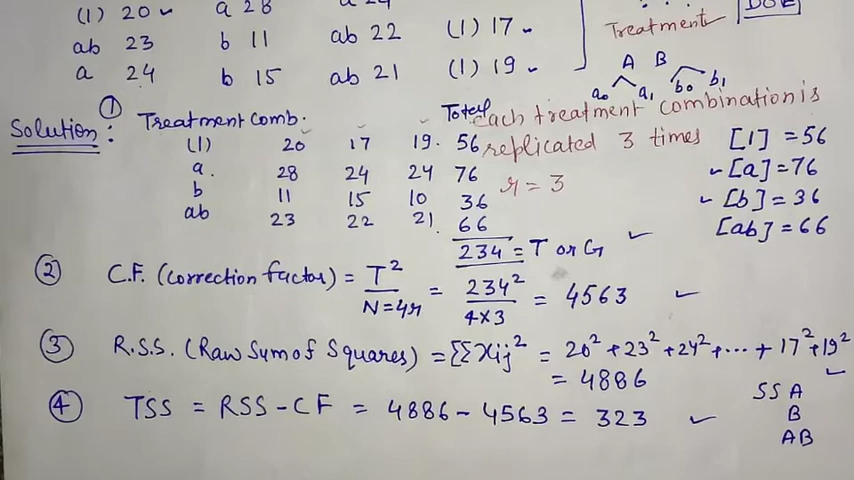 (1) 20 a 28
ab 23 b 11 ab 22 (1) 17
a 24 b 15 ab 21 (1) 19
Treatment
A B
a0 a1 b0 b1
Solution: ① Treatment Comb. Total
(1) 20 17 19. 56
a. 28 24 24 76
b 11 15 10 36
ab 23 22 21. 66
234 = T or G
each treatment combination is
replicated 3 times
r = 3
[1] = 56
[a] = 76
[b] = 36
[ab] = 66
② C.F. (correction factor) = T²/N=4r = 234²/4×3 = 4563
③ R.S.S. (Raw Sum of Squares) = ΣΣxij² = 20² + 23² + 24² + ... + 17² + 19²
= 4886
④ TSS = RSS - CF = 4886 - 4563 = 323
SS A
B
AB